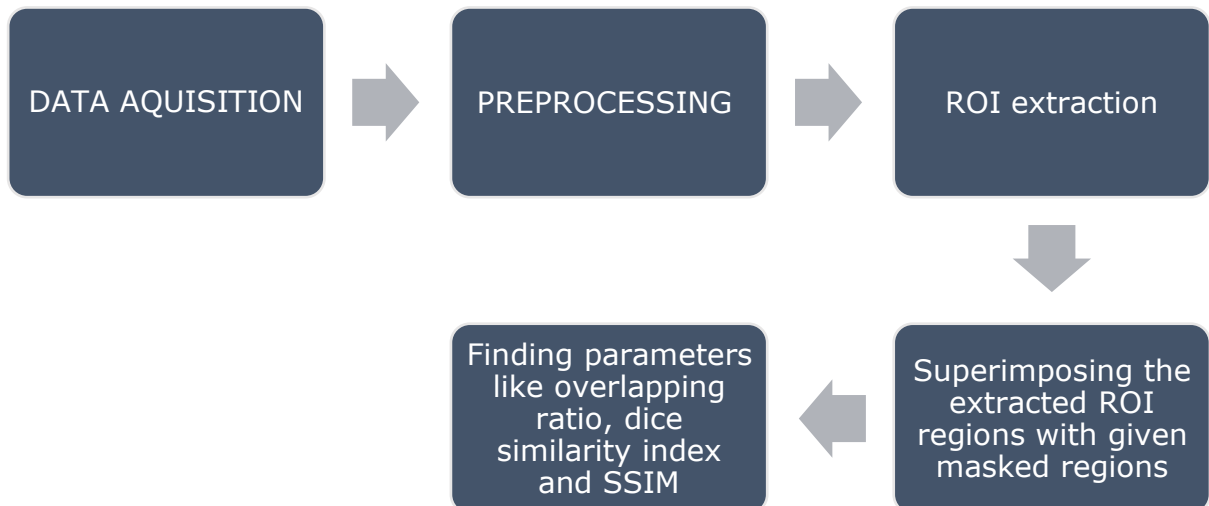 DATA AQUISITION
PREPROCESSING
ROI extraction
Superimposing the
extracted ROI
regions with given
masked regions
Finding parameters
like overlapping
ratio, dice
similarity index
and SSIM